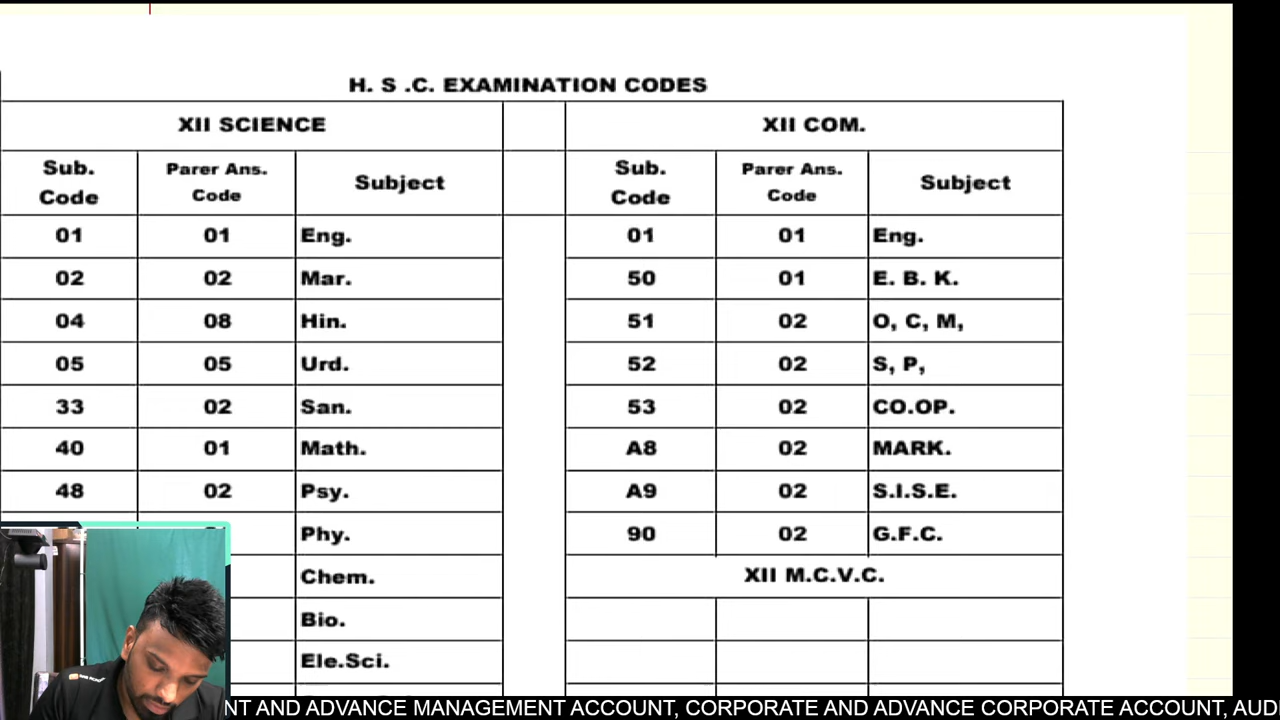 H. S .C. EXAMINATION CODES
XII SCIENCE XII COM.
Sub. Code Parer Ans. Code Subject Sub. Code Parer Ans. Code Subject
01 01 Eng. 01 01 Eng.
02 02 Mar. 50 01 E. B. K.
04 08 Hin. 51 02 O, C, M,
05 05 Urd. 52 02 S, P,
33 02 San. 53 02 CO.OP.
40 01 Math. A8 02 MARK.
48 02 Psy. A9 02 S.I.S.E.
Phy. 90 02 G.F.C.
Chem. XII M.C.V.C.
Bio.
Ele.Sci.
NT AND ADVANCE MANAGEMENT ACCOUNT, CORPORATE AND ADVANCE CORPORATE ACCOUNT, AUDI